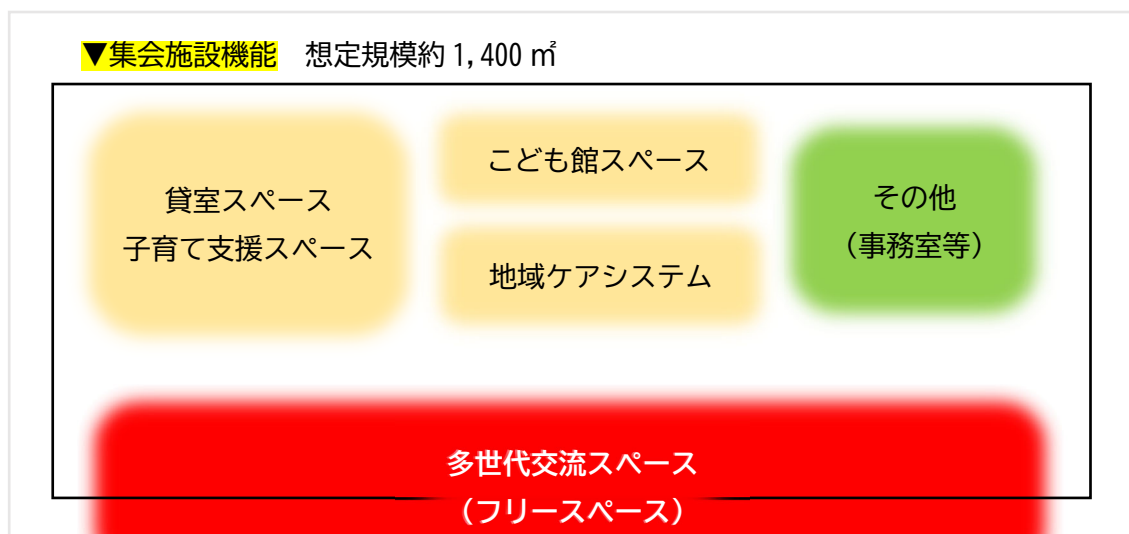 ▼集会施設機能　想定規模約 1,400 ㎡
貸室スペース
子育て支援スペース
こども館スペース
地域ケアシステム
その他
（事務室等）
多世代交流スペース
（フリースペース）